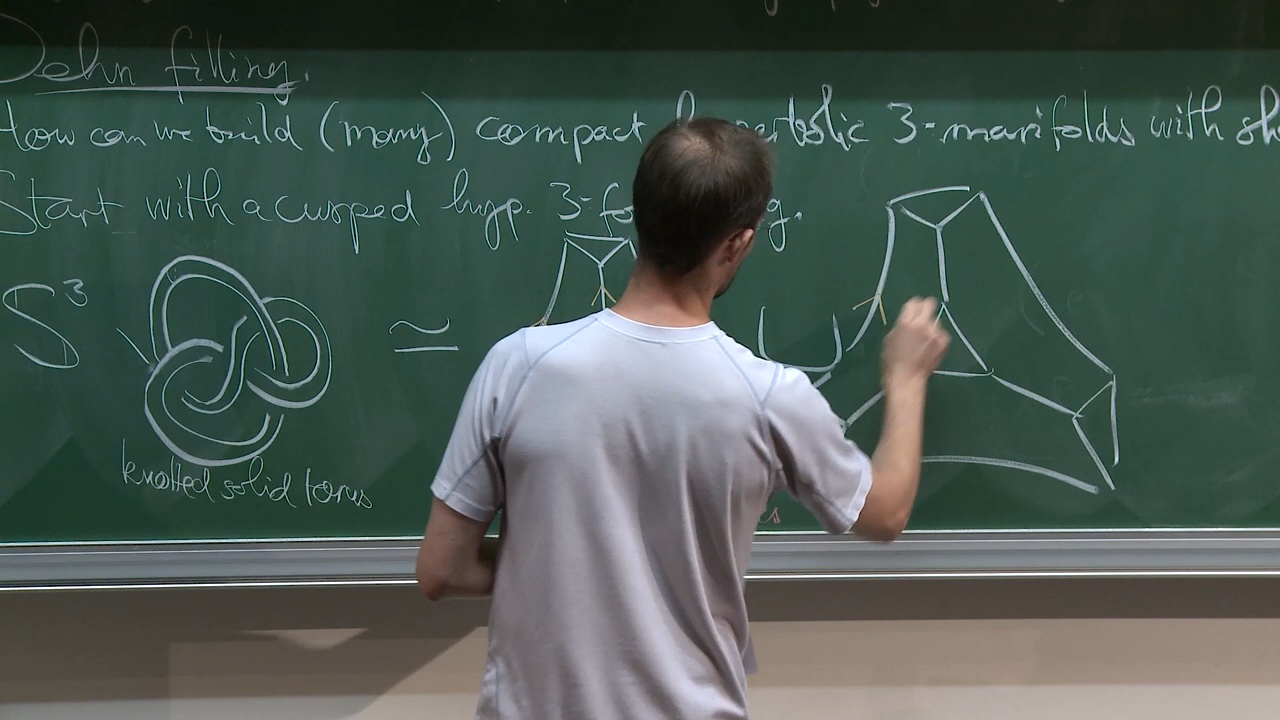 Dehn filling.
How can we build (many) compact hyperbolic 3-manifolds with sh
Start with a cusped hyp. 3-fo g.
S³ ≃
knotted solid torus